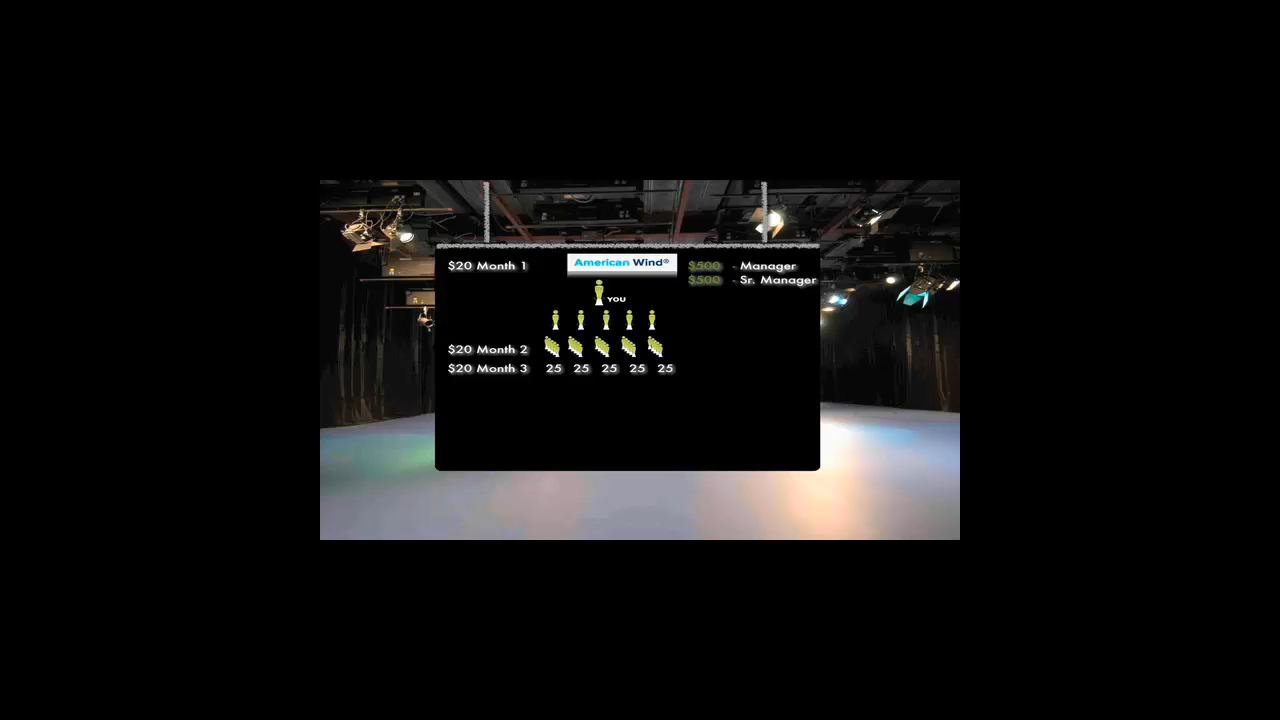 $20 Month 1
American Wind®
$500 - Manager
$500 - Sr. Manager
YOU
$20 Month 2
$20 Month 3 25 25 25 25 25